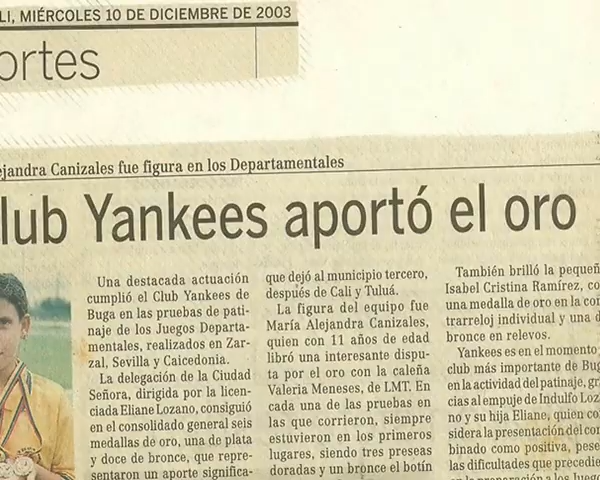 LI, MIÉRCOLES 10 DE DICIEMBRE DE 2003
ortes
ejandra Canizales fue figura en los Departamentales
lub Yankees aportó el oro
Una destacada actuación
cumplió el Club Yankees de
Buga en las pruebas de pati-
naje de los Juegos Departa-
mentales, realizados en Zar-
zal, Sevilla y Caicedonia.
La delegación de la Ciudad
Señora, dirigida por la licen-
ciada Eliane Lozano, consiguió
en el consolidado general seis
medallas de oro, una de plata
y doce de bronce, que repre-
sentaron un aporte significa-
que dejó al municipio tercero,
después de Cali y Tuluá.
La figura del equipo fue
María Alejandra Canizales,
quien con 11 años de edad
libró una interesante dispu-
ta por el oro con la caleña
Valeria Meneses, de LMT. En
cada una de las pruebas en
las que corrieron, siempre
estuvieron en los primeros
lugares, siendo tres preseas
doradas y un bronce el botín
También brilló la pequeñ
Isabel Cristina Ramírez, co
una medalla de oro en la con
trarreloj individual y una d
bronce en relevos.
Yankees es en el momento
club más importante de Bug
en la actividad del patinaje, gr
cias al empuje de Indulfo Loz
no y su hija Eliane, quien co
sidera la presentación del con
binado como positiva, pese
las dificultades que precedie
en la preparación a los Juego